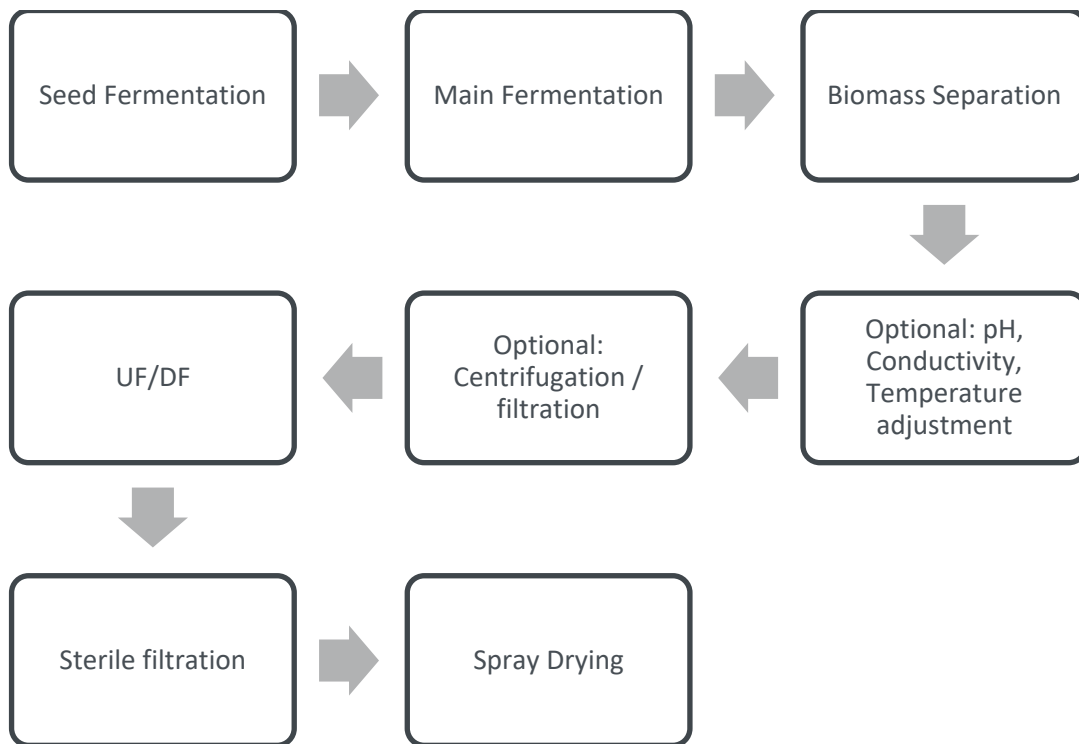 Seed Fermentation
Main Fermentation
Biomass Separation
Optional: pH,
Conductivity,
Temperature
adjustment
Optional:
Centrifugation /
filtration
UF/DF
Sterile filtration
Spray Drying